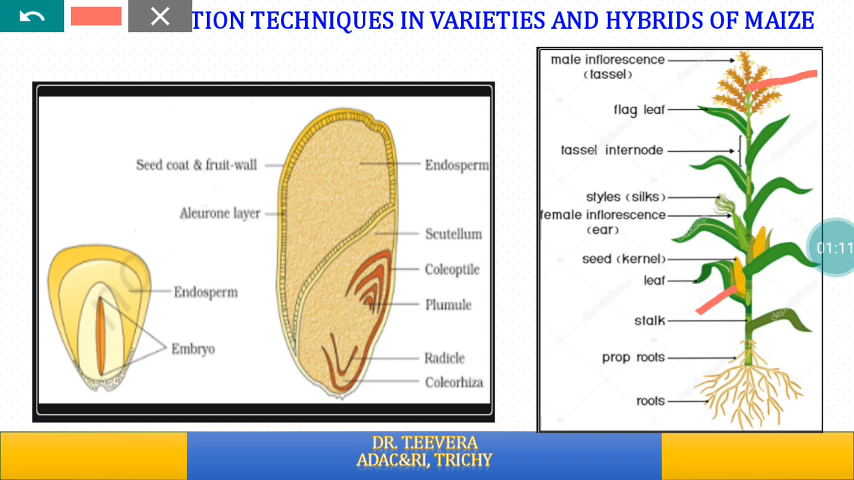 TION TECHNIQUES IN VARIETIES AND HYBRIDS OF MAIZE
Seed coat & fruit-wall
Endosperm
Aleurone layer
Scutellum
Coleoptile
Endosperm
Plumule
Embryo
Radicle
Coleorhiza
male inflorescence
(tassel)
flag leaf
tassel internode
styles (silks)
female inflorescence
(ear)
seed (kernel)
leaf
stalk
prop roots
roots
01:11
DR. T.EEVERA
ADAC&RI, TRICHY